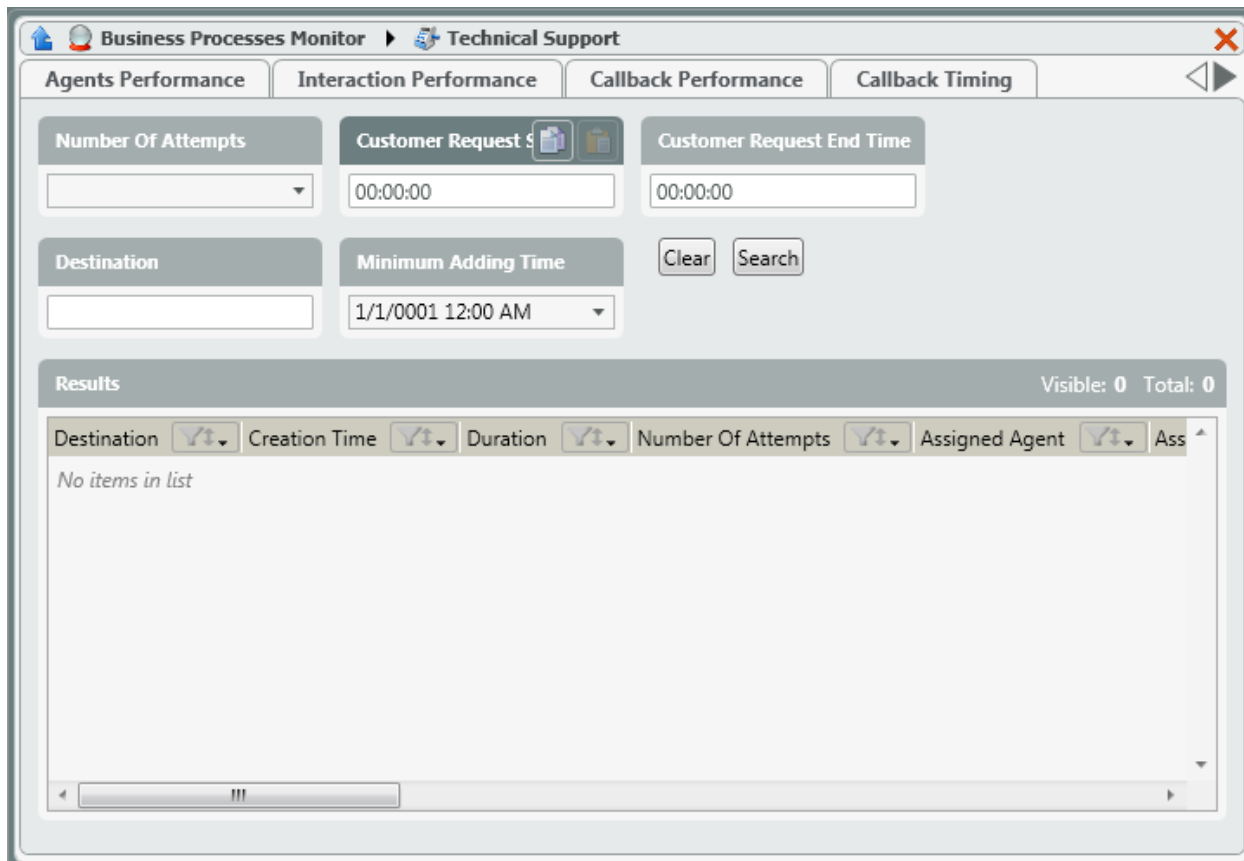 Business Processes Monitor Technical Support
Agents Performance Interaction Performance Callback Performance Callback Timing
Number Of Attempts Customer Request S Customer Request End Time
00:00:00 00:00:00
Destination Minimum Adding Time Clear Search
1/1/0001 12:00 AM
Results Visible: 0 Total: 0
Destination Creation Time Duration Number Of Attempts Assigned Agent Ass
No items in list